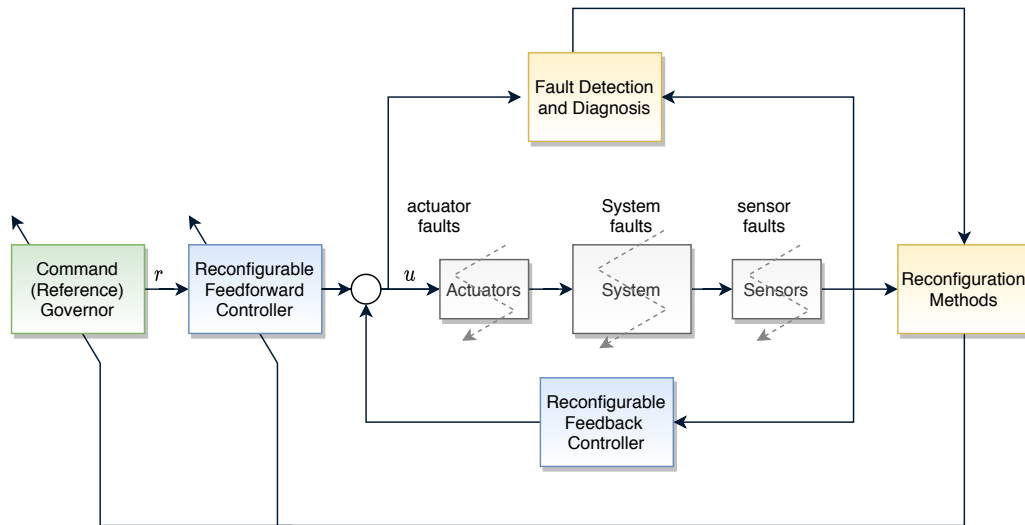 Fault Detection
and Diagnosis
actuator
faults
System
faults
sensor
faults
Command
(Reference)
Governor
r
Reconfigurable
Feedforward
Controller
u
Actuators
System
Sensors
Reconfiguration
Methods
Reconfigurable
Feedback
Controller